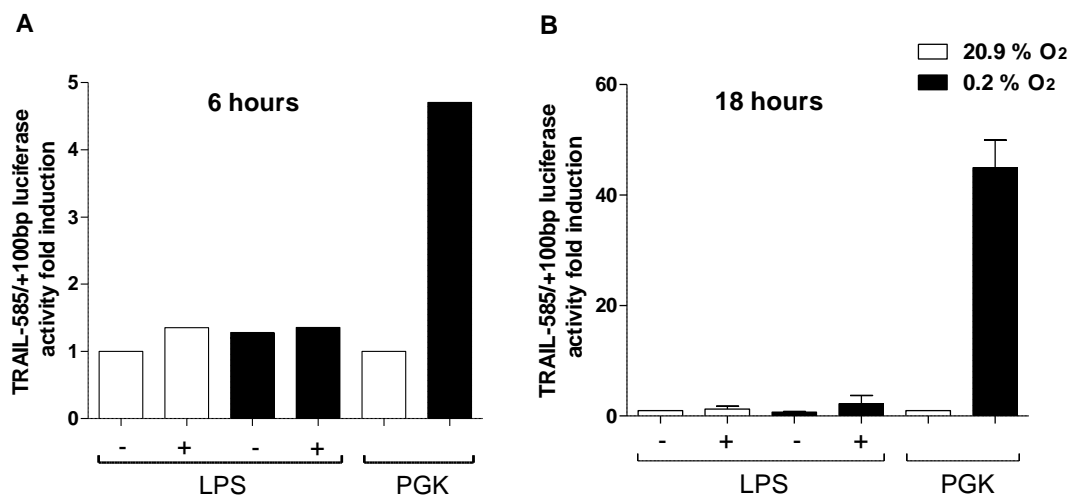 A
TRAIL-585/+100bp luciferase
activity fold induction
6 hours
5
4
3
2
1
0
- + - +
LPS PGK
B
20.9 % O2
0.2 % O2
TRAIL-585/+100bp luciferase
activity fold induction
18 hours
60
40
20
0
- + - +
LPS PGK